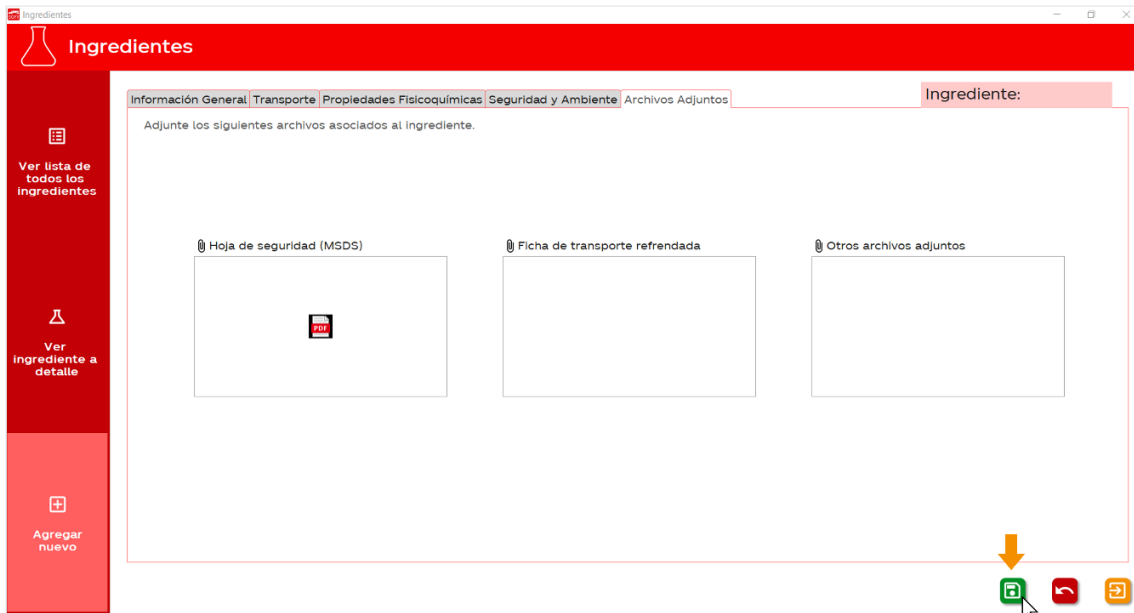 Ingredientes
Ingredientes
Información General Transporte Propiedades Fisicoquímicas Seguridad y Ambiente Archivos Adjuntos
Ingrediente:
Adjunte los siguientes archivos asociados al ingrediente.
Ver lista de
todos los
ingredientes
Hoja de seguridad (MSDS)
Ficha de transporte refrendada
Otros archivos adjuntos
PDF
Ver
ingrediente a
detalle
Agregar
nuevo